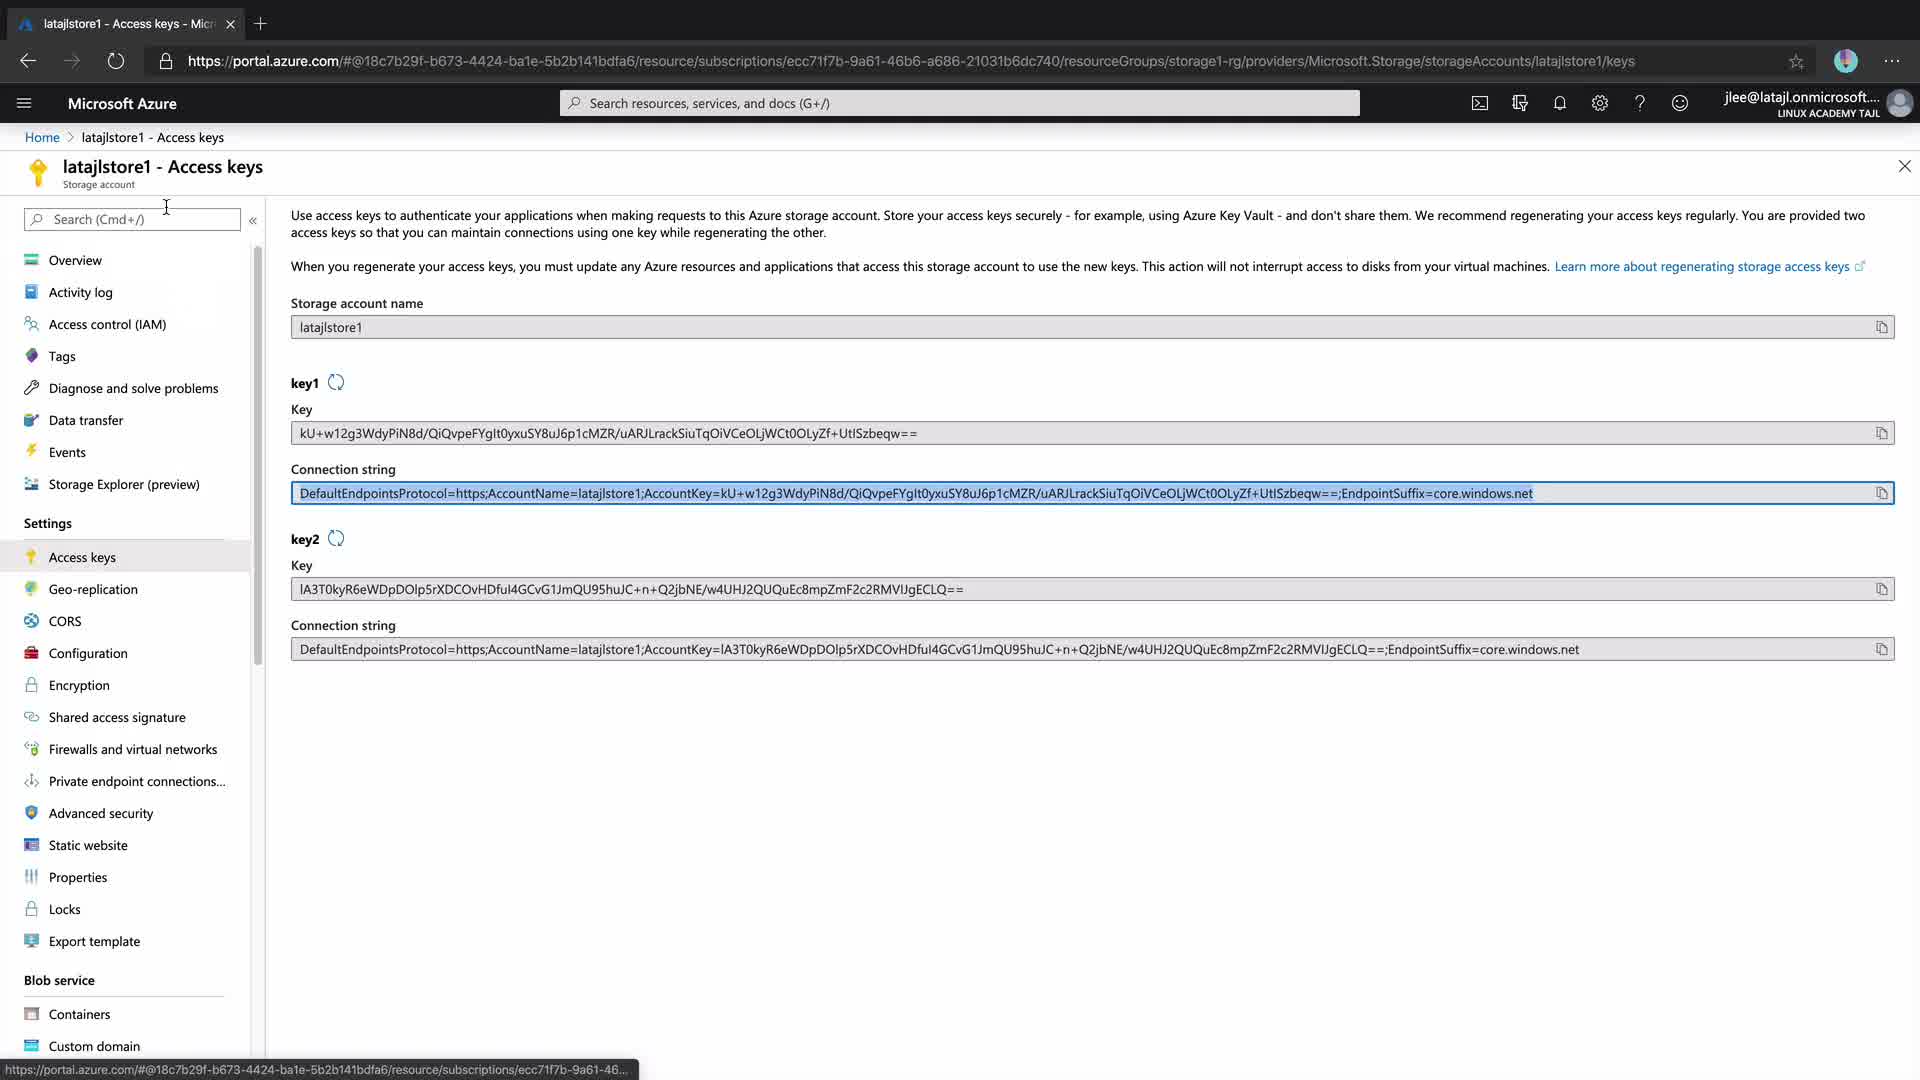 latajlstore1 - Access keys - Micr
https://portal.azure.com/#@18c7b29f-b673-4424-ba1e-5b2b141bdfa6/resource/subscriptions/ecc71f7b-9a61-46b6-a686-21031b6dc740/resourceGroups/storage1-rg/providers/Microsoft.Storage/storageAccounts/latajlstore1/keys
Microsoft Azure
Search resources, services, and docs (G+/)
jlee@latajl.onmicrosoft....
LINUX ACADEMY TAJL
Home > latajlstore1 - Access keys
latajlstore1 - Access keys
Storage account
Search (Cmd+/)
Overview
Activity log
Access control (IAM)
Tags
Diagnose and solve problems
Data transfer
Events
Storage Explorer (preview)
Settings
Access keys
Geo-replication
CORS
Configuration
Encryption
Shared access signature
Firewalls and virtual networks
Private endpoint connections...
Advanced security
Static website
Properties
Locks
Export template
Blob service
Containers
Custom domain
Use access keys to authenticate your applications when making requests to this Azure storage account. Store your access keys securely - for example, using Azure Key Vault - and don't share them. We recommend regenerating your access keys regularly. You are provided two
access keys so that you can maintain connections using one key while regenerating the other.
When you regenerate your access keys, you must update any Azure resources and applications that access this storage account to use the new keys. This action will not interrupt access to disks from your virtual machines. Learn more about regenerating storage access keys
Storage account name
latajlstore1
key1
Key
kU+w12g3WdyPiN8d/QiQvpeFYgIt0yxuSY8uJ6p1cMZR/uARJLrackSiuTqOiVCeOLjWCt0OLyZf+UtISzbeqw==
Connection string
DefaultEndpointsProtocol=https;AccountName=latajlstore1;AccountKey=kU+w12g3WdyPiN8d/QiQvpeFYgIt0yxuSY8uJ6p1cMZR/uARJLrackSiuTqOiVCeOLjWCt0OLyZf+UtISzbeqw==;EndpointSuffix=core.windows.net
key2
Key
lA3T0kyR6eWDpDOlp5rXDCOvHDfuI4GCvG1JmQU95huJC+n+Q2jbNE/w4UHJ2QUQuEc8mpZmF2c2RMVIJgECLQ==
Connection string
DefaultEndpointsProtocol=https;AccountName=latajlstore1;AccountKey=lA3T0kyR6eWDpDOlp5rXDCOvHDfuI4GCvG1JmQU95huJC+n+Q2jbNE/w4UHJ2QUQuEc8mpZmF2c2RMVIJgECLQ==;EndpointSuffix=core.windows.net
https://portal.azure.com/#@18c7b29f-b673-4424-ba1e-5b2b141bdfa6/resource/subscriptions/ecc71f7b-9a61-46...